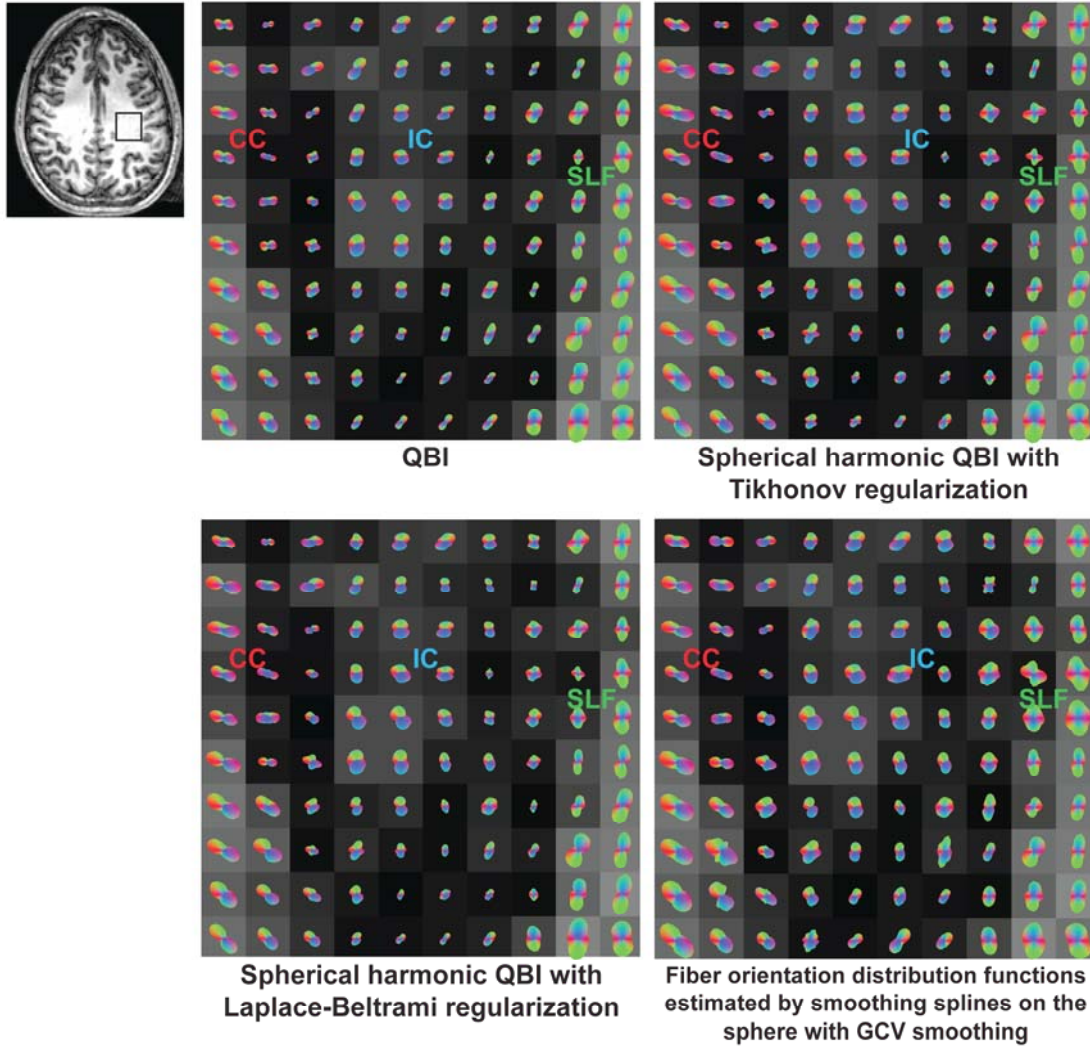 CC
IC
SLF
QBI
CC
IC
SLF
Spherical harmonic QBI with
Tikhonov regularization
CC
IC
SLF
Spherical harmonic QBI with
Laplace-Beltrami regularization
CC
IC
SLF
Fiber orientation distribution functions
estimated by smoothing splines on the
sphere with GCV smoothing